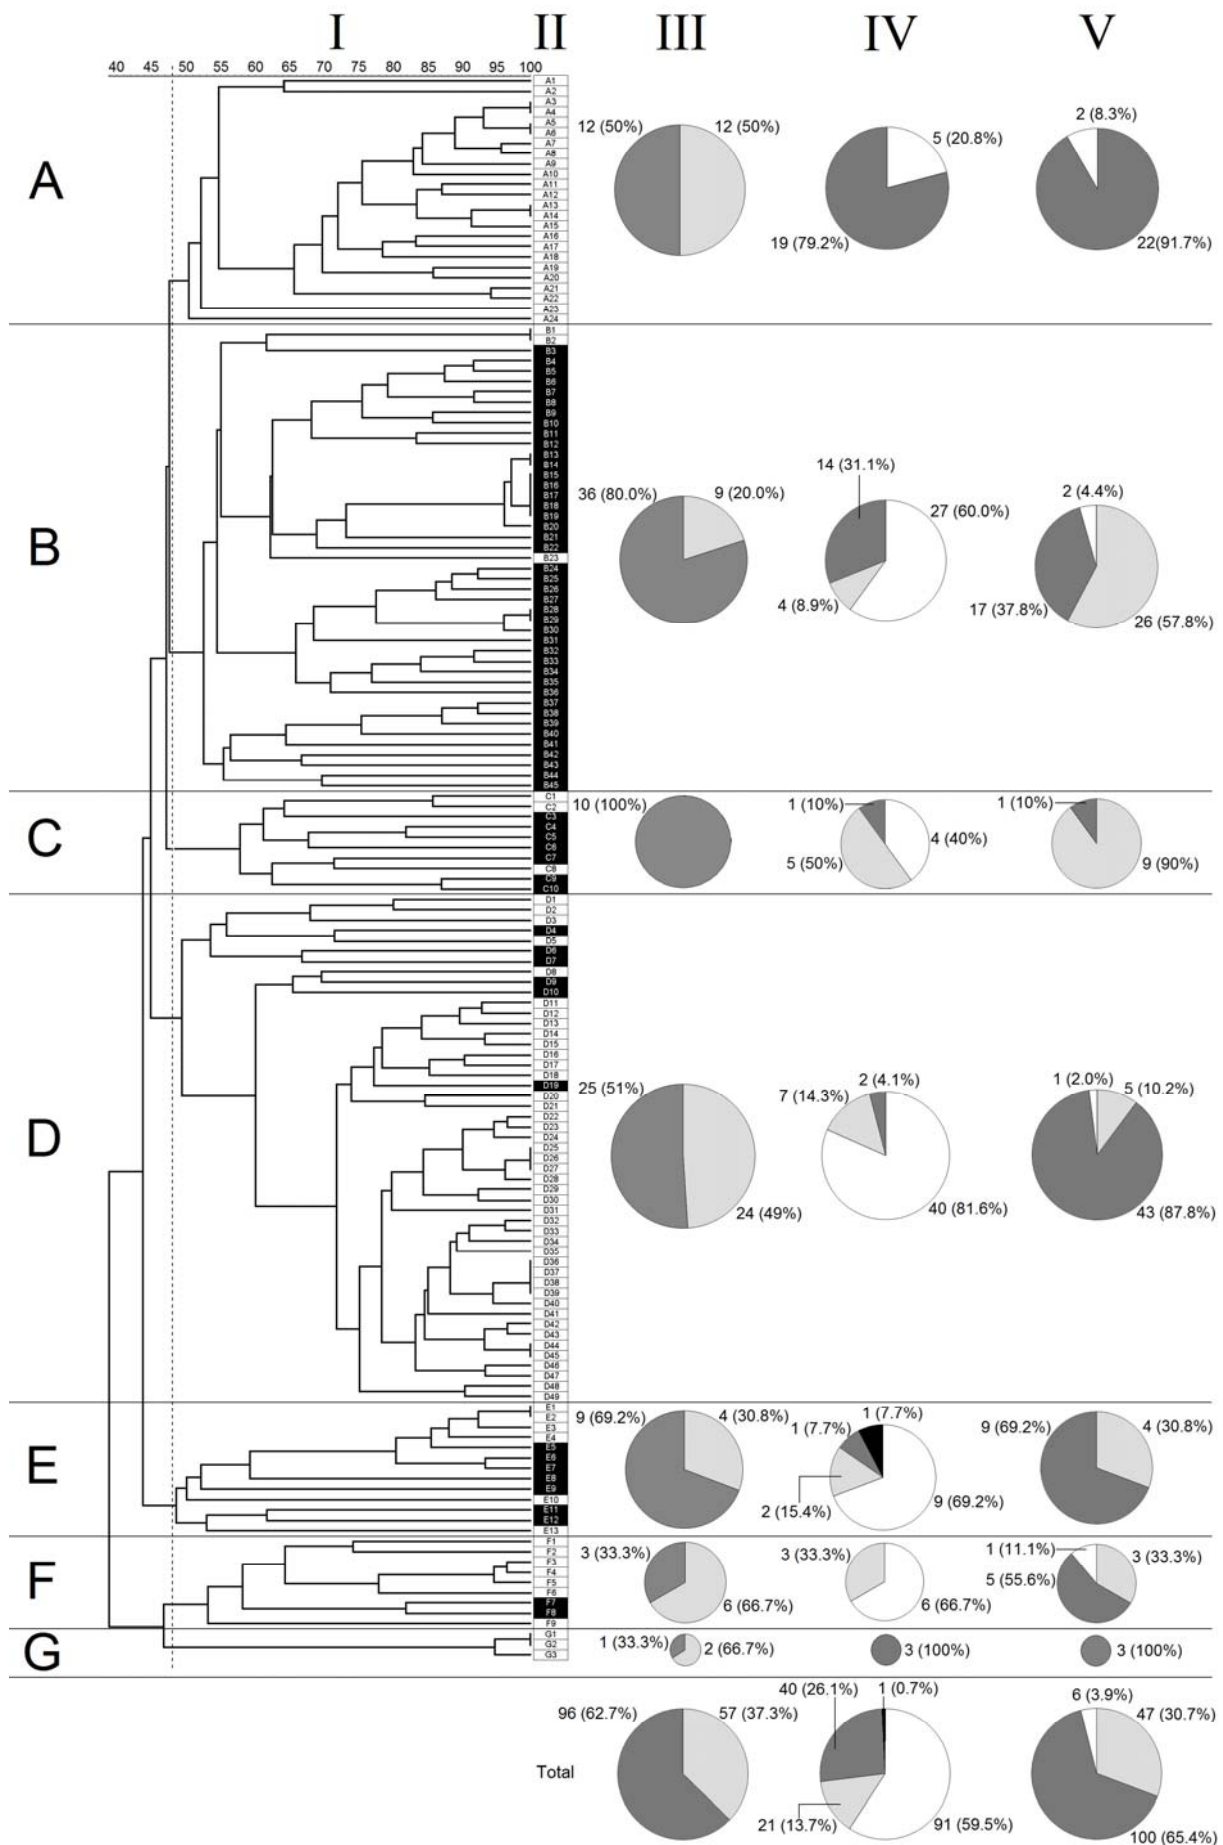 I II III IV V
40 45 50 55 60 65 70 75 80 85 90 95 100
A
A1
A2
A3
A4
A5
A6
A7
A8
A9
A10
A11
A12
A13
A14
A15
A16
A17
A18
A19
A20
A21
A22
A23
A24
12 (50%) 12 (50%)
5 (20.8%)
19 (79.2%)
2 (8.3%)
22(91.7%)
B
B1
B2
B3
B4
B5
B6
B7
B8
B9
B10
B11
B12
B13
B14
B15
B16
B17
B18
B19
B20
B21
B22
B23
B24
B25
B26
B27
B28
B29
B30
B31
B32
B33
B34
B35
B36
B37
B38
B39
B40
B41
B42
B43
B44
B45
36 (80.0%) 9 (20.0%)
14 (31.1%)
27 (60.0%)
4 (8.9%)
2 (4.4%)
17 (37.8%)
26 (57.8%)
C
C1
C2
C3
C4
C5
C6
C7
C8
C9
C10
10 (100%)
1 (10%)
4 (40%)
5 (50%)
1 (10%)
9 (90%)
D
D1
D2
D3
D4
D5
D6
D7
D8
D9
D10
D11
D12
D13
D14
D15
D16
D17
D18
D19
D20
D21
D22
D23
D24
D25
D26
D27
D28
D29
D30
D31
D32
D33
D34
D35
D36
D37
D38
D39
D40
D41
D42
D43
D44
D45
D46
D47
D48
D49
25 (51%)
24 (49%)
2 (4.1%)
7 (14.3%)
40 (81.6%)
1 (2.0%)
5 (10.2%)
43 (87.8%)
E
E1
E2
E3
E4
E5
E6
E7
E8
E9
E10
E11
E12
E13
9 (69.2%) 4 (30.8%)
1 (7.7%)
1 (7.7%)
2 (15.4%)
9 (69.2%)
9 (69.2%) 4 (30.8%)
F
F1
F2
F3
F4
F5
F6
F7
F8
F9
3 (33.3%)
6 (66.7%)
3 (33.3%)
6 (66.7%)
1 (11.1%)
3 (33.3%)
5 (55.6%)
G
G1
G2
G3
1 (33.3%) 2 (66.7%)
3 (100%)
3 (100%)
Total
96 (62.7%) 57 (37.3%)
40 (26.1%) 1 (0.7%)
21 (13.7%) 91 (59.5%)
6 (3.9%)
47 (30.7%)
100 (65.4%)